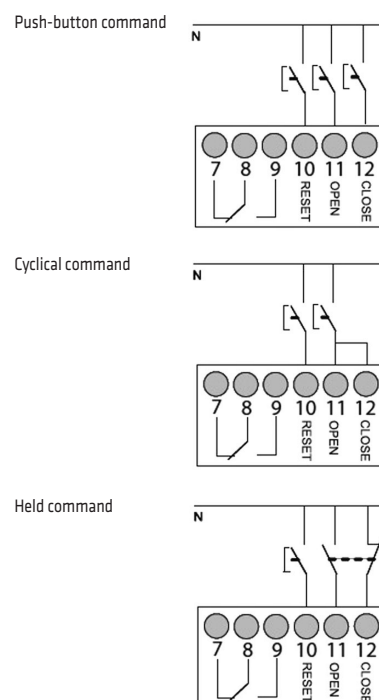 Push-button command
N
7 8 9 10 11 12
RESET OPEN CLOSE
Cyclical command
N
7 8 9 10 11 12
RESET OPEN CLOSE
Held command
N
7 8 9 10 11 12
RESET OPEN CLOSE